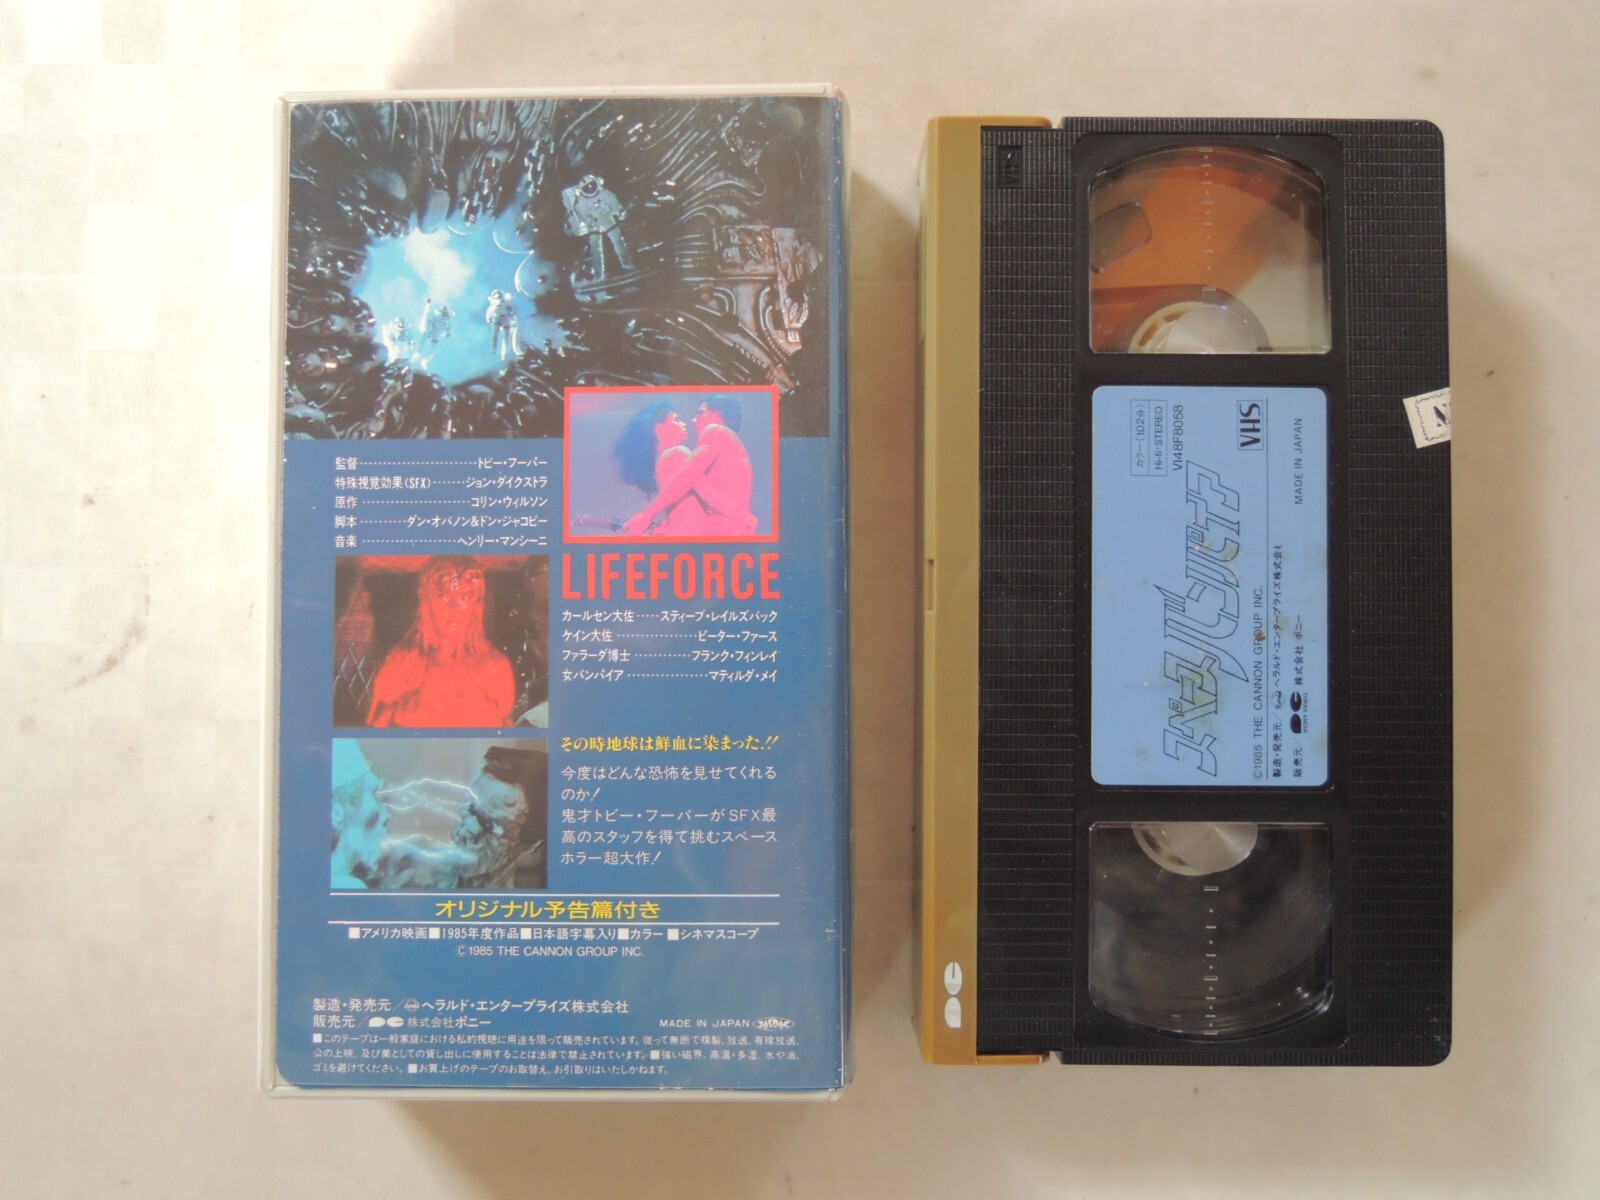 監督・・・・・・・・・・・・・・・・・・・・・・・・トビー・フーパー
特殊視覚効果(SFX)・・・・・・・ジョン・ダイクストラ
原作・・・・・・・・・・・・・・・・・・・・・・コリン・ウィルソン
脚本・・・・・・・・・・ダン・オバノン&ドン・ジャコビー
音楽・・・・・・・・・・・・・・・・・・・・ヘンリー・マンシーニ
LIFEFORCE
カールセン大佐・・・・・スティーブ・レイルズバック
ケイン大佐・・・・・・・・・・・・・・・・・ピーター・ファース
ファラーダ博士・・・・・・・・・・・・フランク・フィンレイ
女バンパイア・・・・・・・・・・・・・・・・・マティルダ・メイ
その時地球は鮮血に染まった!!
今度はどんな恐怖を見せてくれる
のか!
鬼才トビー・フーパーがSFX最
高のスタッフを得て挑むスペース
ホラー超大作!
オリジナル予告篇付き
■アメリカ映画■1985年度作品■日本語字幕入り■カラー■シネマスコープ
© 1985 THE CANNON GROUP INC.
製造・発売元/ヘラルド・エンタープライズ株式会社
販売元/株式会社ポニー
MADE IN JAPAN
■このテープは一般家庭における私的視聴に用途を限って販売されています。従って無断で複製、放送、有線放送、
公の上映、及び業としての貸し出しに使用することは法律で禁止されています。■強い磁界、高温・多湿、水や油、
ゴミを避けてください。■お買上げのテープのお取替え、お引取りはいたしかねます。
VHS
カラー(102分)
Hi-fi・STEREO
VI48F8058
VHS
スペースバンパイア
©1985 THE CANNON GROUP INC.
製造・発売元/ヘラルド・エンタープライズ株式会社
販売元/PONY VIDEO 株式会社 ポニー
MADE IN JAPAN